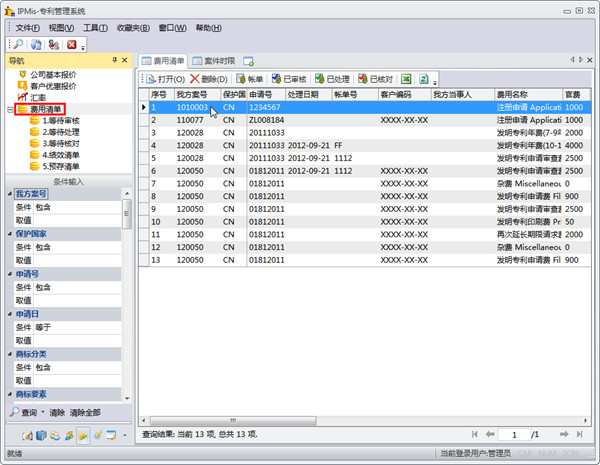 IPMis-专利管理系统
文件(F) 视图(V) 工具(T) 收藏夹(C) 窗口(W) 帮助(H)
导航
公司基本报价
客户优惠报价
汇率
费用清单
1.等待审核
2.等待处理
3.等待核对
4.绩效清单
5.预存清单
条件输入
我方案号
条件 包含
取值
保护国家
条件 包含
取值
申请号
条件 包含
取值
申请日
条件 等于
取值
商标分类
条件 包含
取值
商标要素
查询 清除 清除全部
费用清单 案件时限
打开(O) 删除(D) 帐单 已审核 已处理 已核对
序号 我方案号 保护国 申请号 处理日期 帐单号 客户编码 我方当事人 费用名称 官费
1 1010003 CN 1234567 注册申请 Applicati 1000
2 110077 CN ZL008184 XXXX-XX-XX 注册申请 Applicati 1000
3 120028 CN 20111033 发明专利年费(7-9年 2000
4 120028 CN 20111033 2012-09-21 FF 发明专利年费(10-1 4000
5 120028 CN 20111033 2012-09-21 1112 发明专利申请审查费 2500
6 120050 CN 01812011 2012-09-21 1112 XXXX-XX-XX 发明专利申请审查费 2500
7 120050 CN 01812011 XXXX-XX-XX 杂费 Miscellaneou 0
8 120050 CN 01812011 XXXX-XX-XX 发明专利申请费 Fil 900
9 120050 CN 01812011 XXXX-XX-XX 发明专利申请审查费 2500
10 120050 CN 01812011 XXXX-XX-XX 发明专利印刷费 Pr 50
11 120050 CN 01812011 XXXX-XX-XX 再次延长期限请求费 2000
12 120050 CN 01812011 XXXX-XX-XX 杂费 Miscellaneou 0
13 120050 CN 01812011 XXXX-XX-XX 发明专利申请费 Fil 900
查询结果: 当前 13 项, 总共 13 项. 1 /1
就绪 当前登录用户:管理员 CAP NUM SCRL